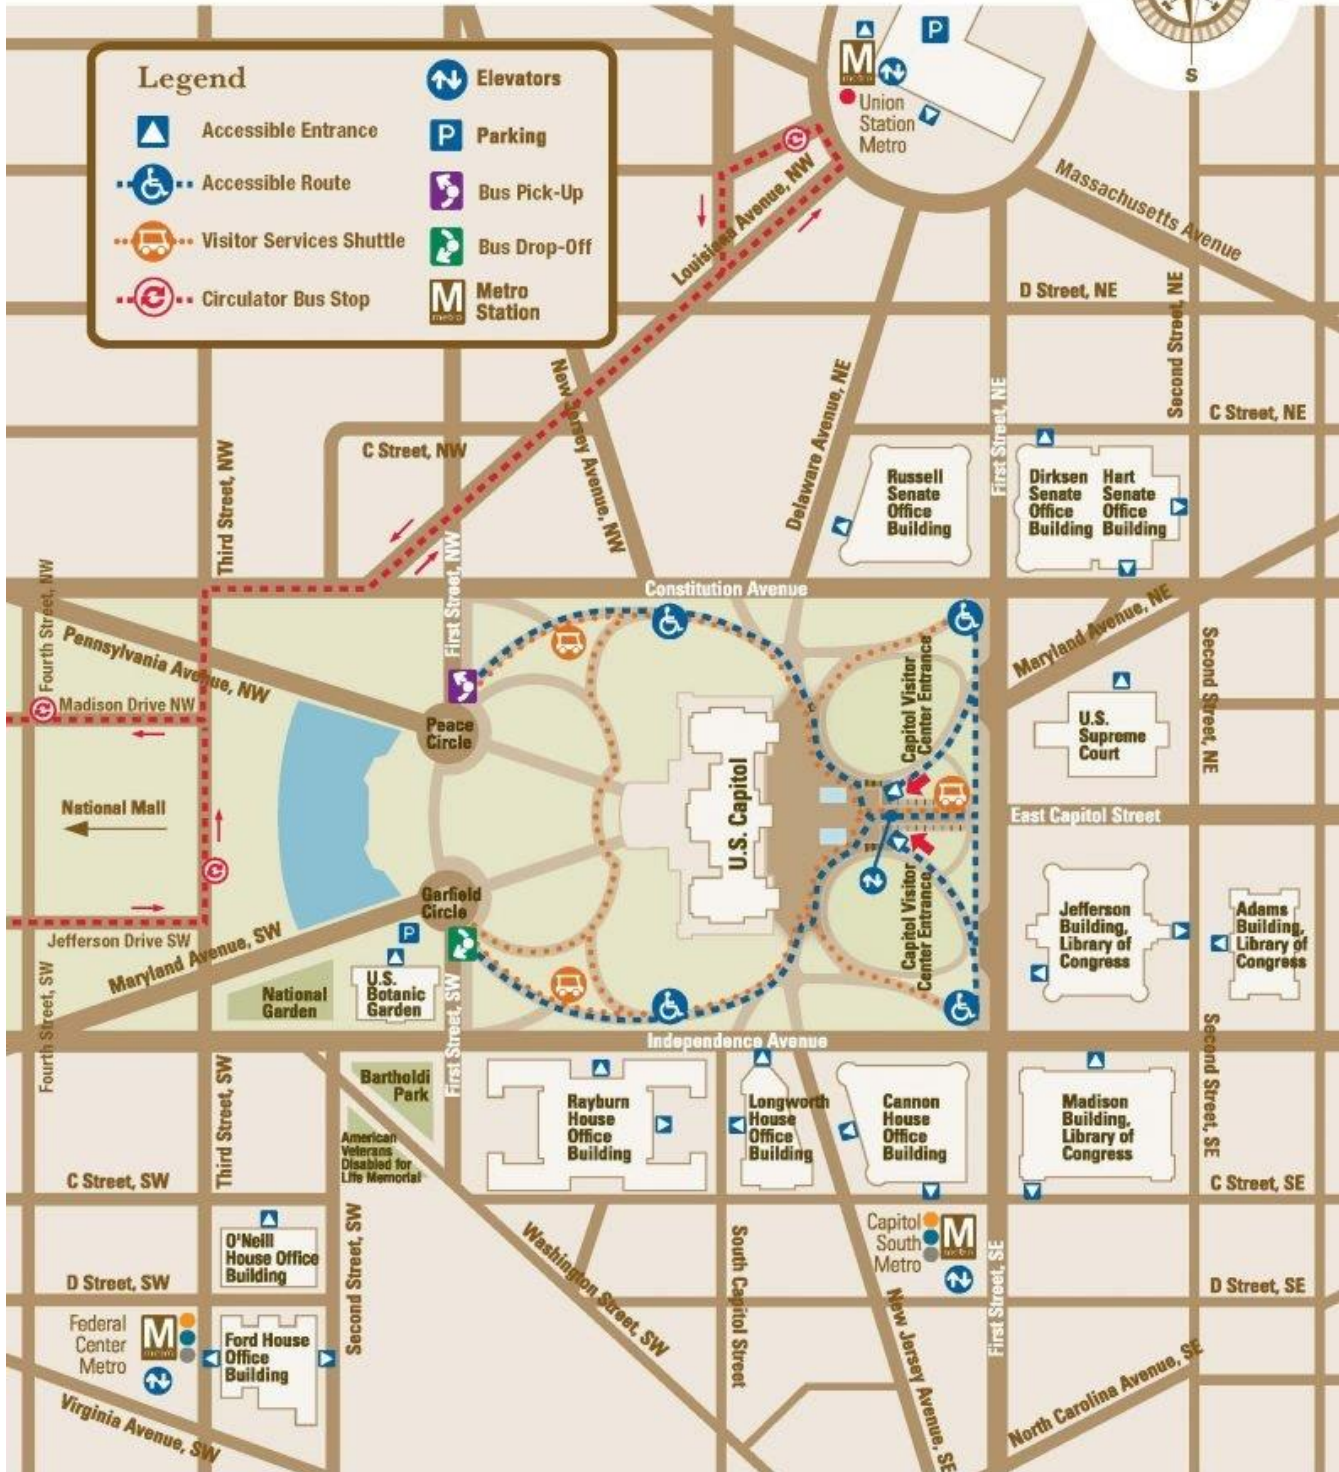 S
Legend
Accessible Entrance
Accessible Route
Visitor Services Shuttle
Circulator Bus Stop
Elevators
P
Parking
Bus Pick-Up
Bus Drop-Off
M
metro
Metro
Station
P
M
metro
Union
Station
Metro
Massachusetts Avenue
Louisiana Avenue, NW
D Street, NE
Second Street, NE
C Street, NE
New Jersey Avenue, NW
Delaware Avenue, NE
First Street, NE
C Street, NW
Third Street, NW
First Street, NW
Russell
Senate
Office
Building
Dirksen
Senate
Office
Building
Hart
Senate
Office
Building
Constitution Avenue
Fourth Street, NW
Pennsylvania Avenue, NW
Madison Drive NW
Maryland Avenue, NE
Second Street, NE
Capitol Visitor
Center Entrance
U.S.
Supreme
Court
Peace
Circle
U.S. Capitol
National Mall
East Capitol Street
Garfield
Circle
Capitol Visitor
Center Entrance
Jefferson
Building,
Library of
Congress
Adams
Building,
Library of
Congress
Jefferson Drive SW
Maryland Avenue, SW
P
U.S.
Botanic
Garden
National
Garden
Fourth Street, SW
First Street, SW
Independence Avenue
Second Street, SE
Third Street, SW
Bartholdi
Park
American
Veterans
Disabled for
Life Memorial
Rayburn
House
Office
Building
Longworth
House
Office
Building
Cannon
House
Office
Building
Madison
Building,
Library of
Congress
C Street, SW
C Street, SE
O'Neill
House Office
Building
Second Street, SW
Washington Street, SW
South Capitol Street
Capitol
South
Metro
M
metro
First Street, SE
New Jersey Avenue, SE
D Street, SW
D Street, SE
Federal
Center
Metro
M
metro
Ford House
Office
Building
Virginia Avenue, SW
North Carolina Avenue, SE